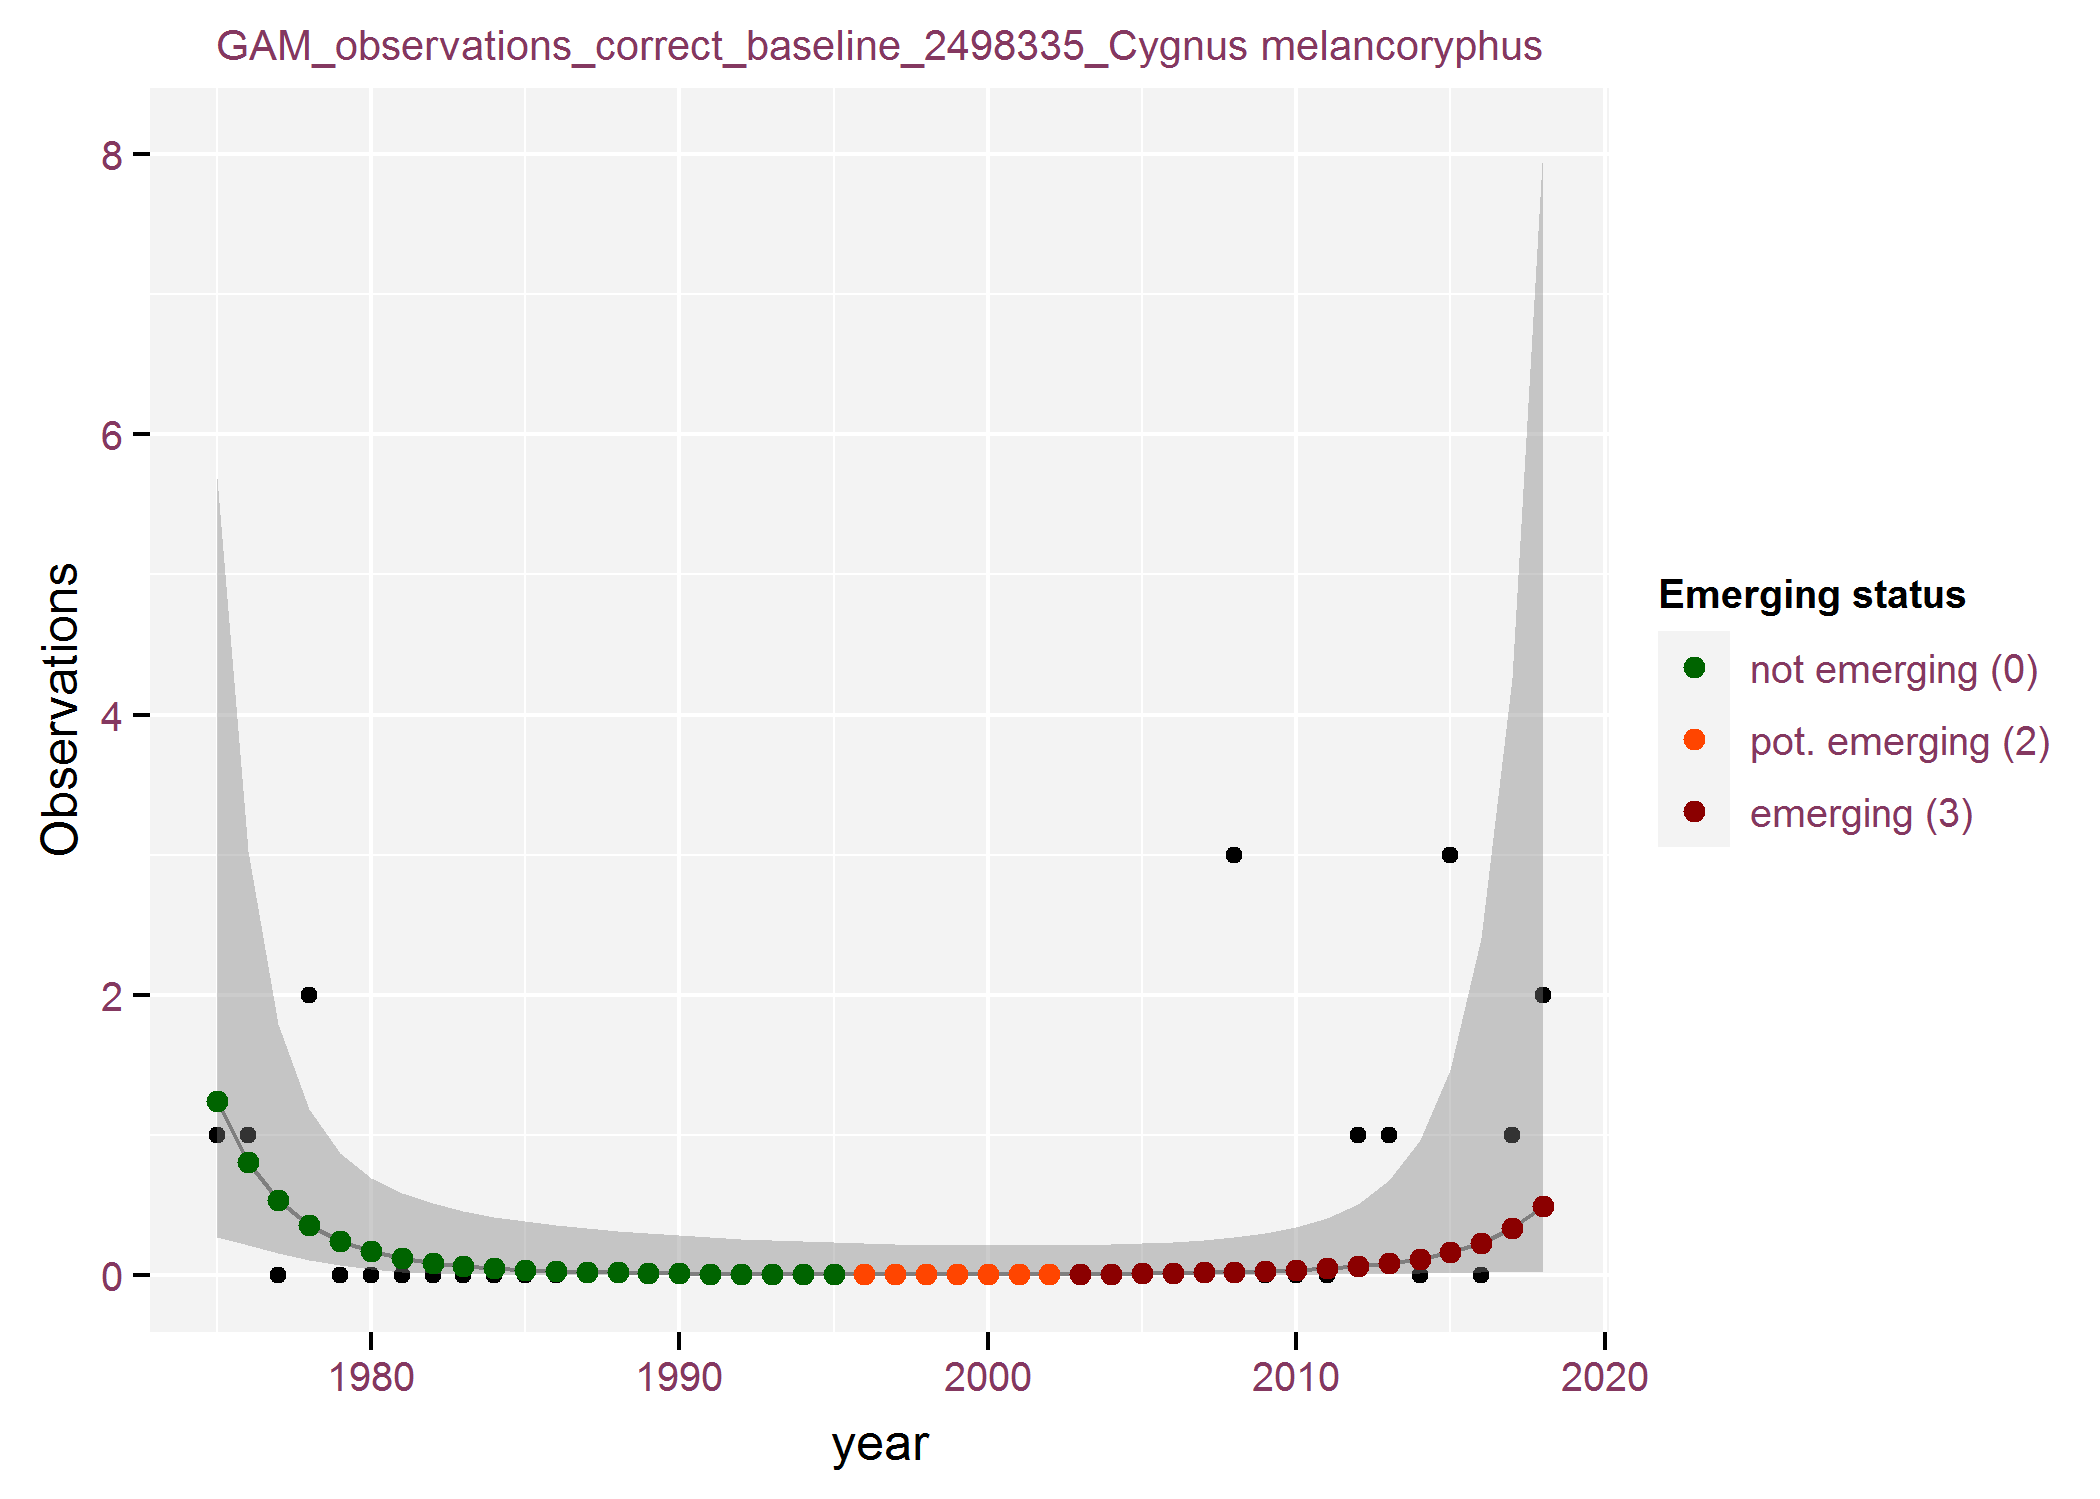 GAM_observations_correct_baseline_2498335_Cygnus melancoryphus
8
6
4
2
0
Observations
1980 1990 2000 2010 2020
year
Emerging status
not emerging (0)
pot. emerging (2)
emerging (3)